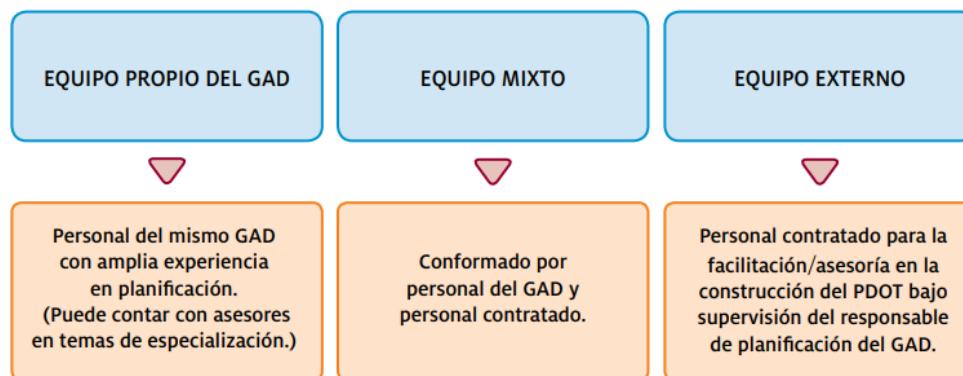 EQUIPO PROPIO DEL GAD
EQUIPO MIXTO
EQUIPO EXTERNO
Personal del mismo GAD
con amplia experiencia
en planificación.
(Puede contar con asesores
en temas de especialización.)
Conformado por
personal del GAD y
personal contratado.
Personal contratado para la
facilitación/asesoría en la
construcción del PDOT bajo
supervisión del responsable
de planificación del GAD.